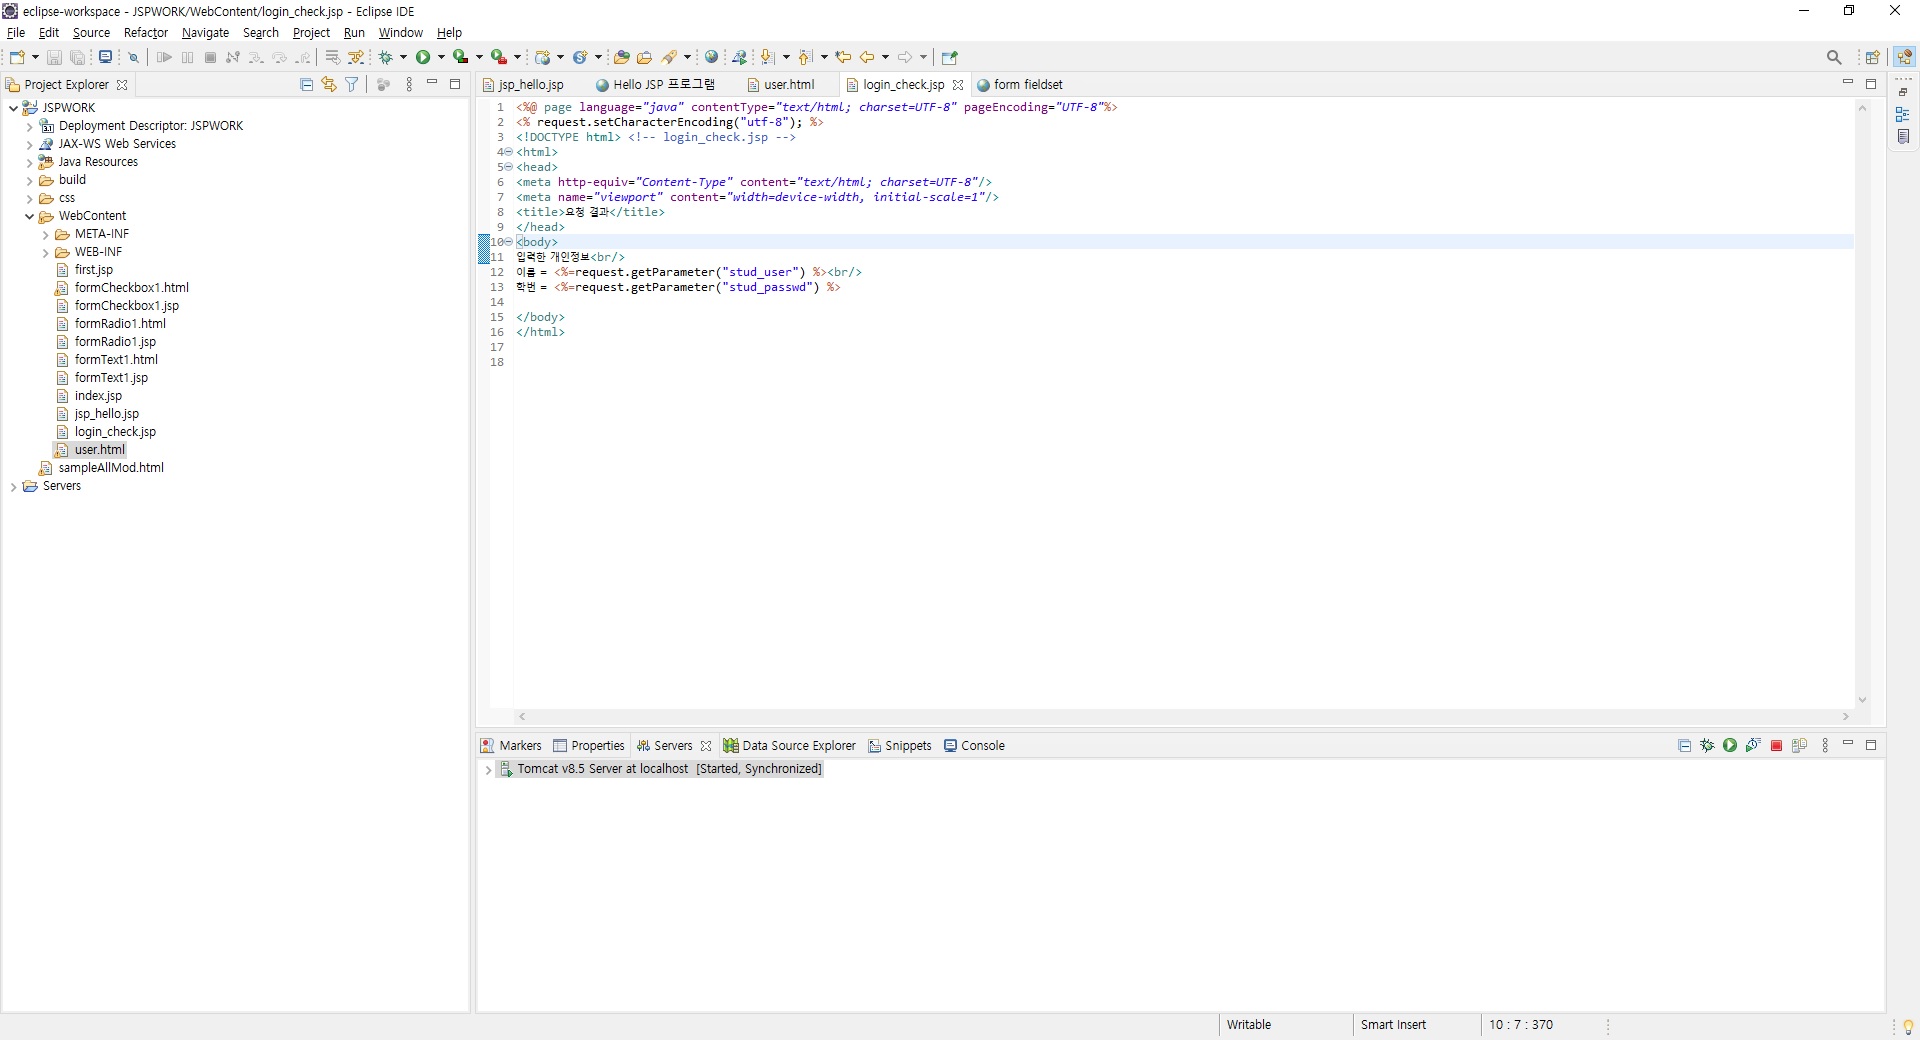 eclipse-workspace - JSPWORK/WebContent/login_check.jsp - Eclipse IDE
File Edit Source Refactor Navigate Search Project Run Window Help
Project Explorer
JSPWORK
Deployment Descriptor: JSPWORK
JAX-WS Web Services
Java Resources
build
css
WebContent
META-INF
WEB-INF
first.jsp
formCheckbox1.html
formCheckbox1.jsp
formRadio1.html
formRadio1.jsp
formText1.html
formText1.jsp
index.jsp
jsp_hello.jsp
login_check.jsp
user.html
sampleAllMod.html
Servers
jsp_hello.jsp Hello JSP 프로그램 user.html login_check.jsp form fieldset
1 <%@ page language="java" contentType="text/html; charset=UTF-8" pageEncoding="UTF-8"%>
2 <% request.setCharacterEncoding("utf-8"); %>
3 <!DOCTYPE html> <!-- login_check.jsp -->
4 <html>
5 <head>
6 <meta http-equiv="Content-Type" content="text/html; charset=UTF-8"/>
7 <meta name="viewport" content="width=device-width, initial-scale=1"/>
8 <title>요청 결과</title>
9 </head>
10 <body>
11 입력한 개인정보<br/>
12 이름 = <%=request.getParameter("stud_user") %><br/>
13 학번 = <%=request.getParameter("stud_passwd") %>
14
15 </body>
16 </html>
17
18
Markers Properties Servers Data Source Explorer Snippets Console
Tomcat v8.5 Server at localhost [Started, Synchronized]
Writable Smart Insert 10 : 7 : 370